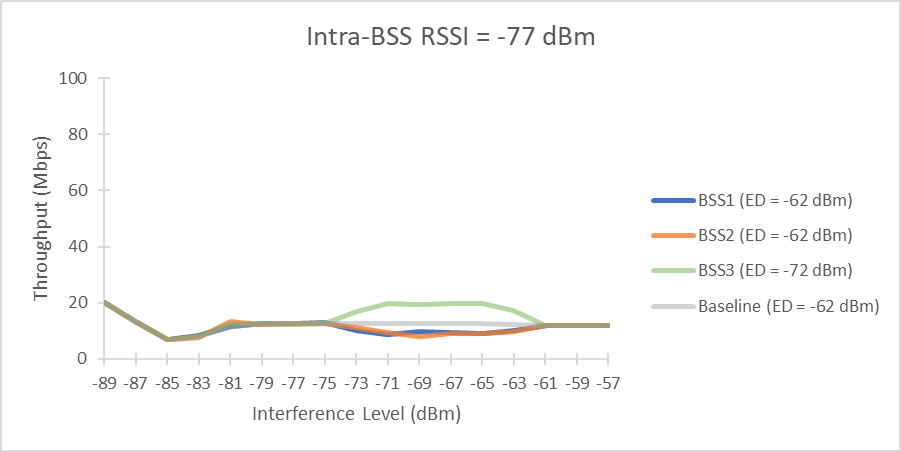 Intra-BSS RSSI = -77 dBm
Throughput (Mbps)
100
80
60
40
20
0
-89 -87 -85 -83 -81 -79 -77 -75 -73 -71 -69 -67 -65 -63 -61 -59 -57
Interference Level (dBm)
BSS1 (ED = -62 dBm)
BSS2 (ED = -62 dBm)
BSS3 (ED = -72 dBm)
Baseline (ED = -62 dBm)